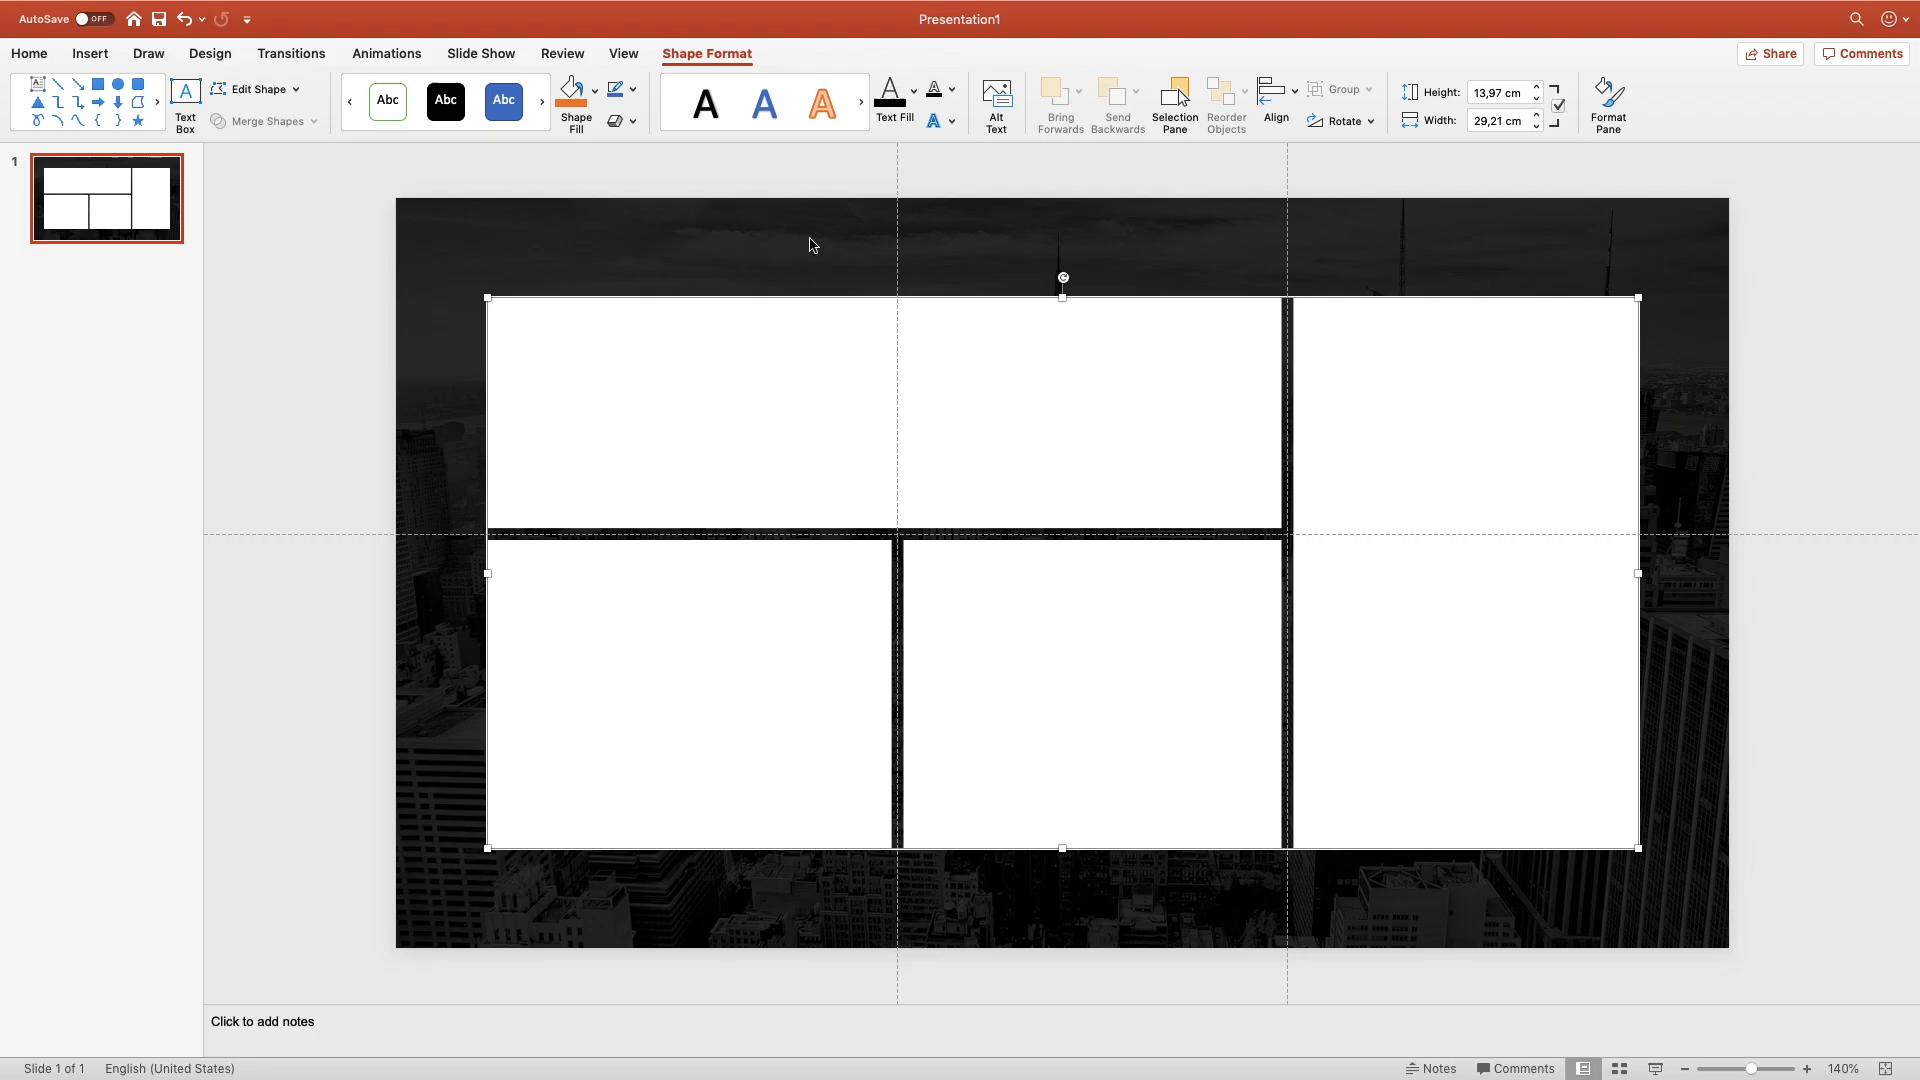 AutoSave OFF
Presentation1
Home Insert Draw Design Transitions Animations Slide Show Review View Shape Format
Share Comments
Text Box
Edit Shape
Merge Shapes
Abc Abc Abc
Shape Fill
A A A
Text Fill
Alt Text
Bring Forwards
Send Backwards
Selection Pane
Reorder Objects
Align
Group
Rotate
Height: 13,97 cm
Width: 29,21 cm
Format Pane
1
Click to add notes
Slide 1 of 1 English (United States)
Notes Comments 140%